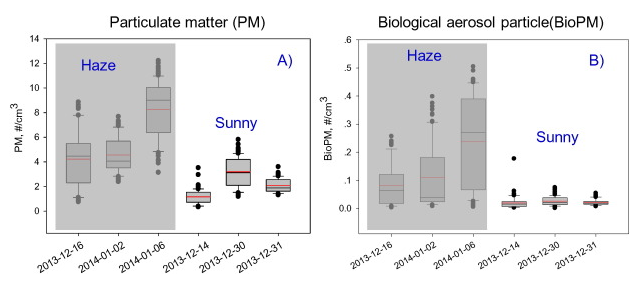 Particulate matter (PM)
PM, #/cm3
14
12
10
8
6
4
2
0
Haze
A)
Sunny
2013-12-16
2014-01-02
2014-01-06
2013-12-14
2013-12-30
2013-12-31
Biological aerosol particle(BioPM)
BioPM, #/cm3
.6
.5
.4
.3
.2
.1
0.0
Haze
B)
Sunny
2013-12-16
2014-01-02
2014-01-06
2013-12-14
2013-12-30
2013-12-31